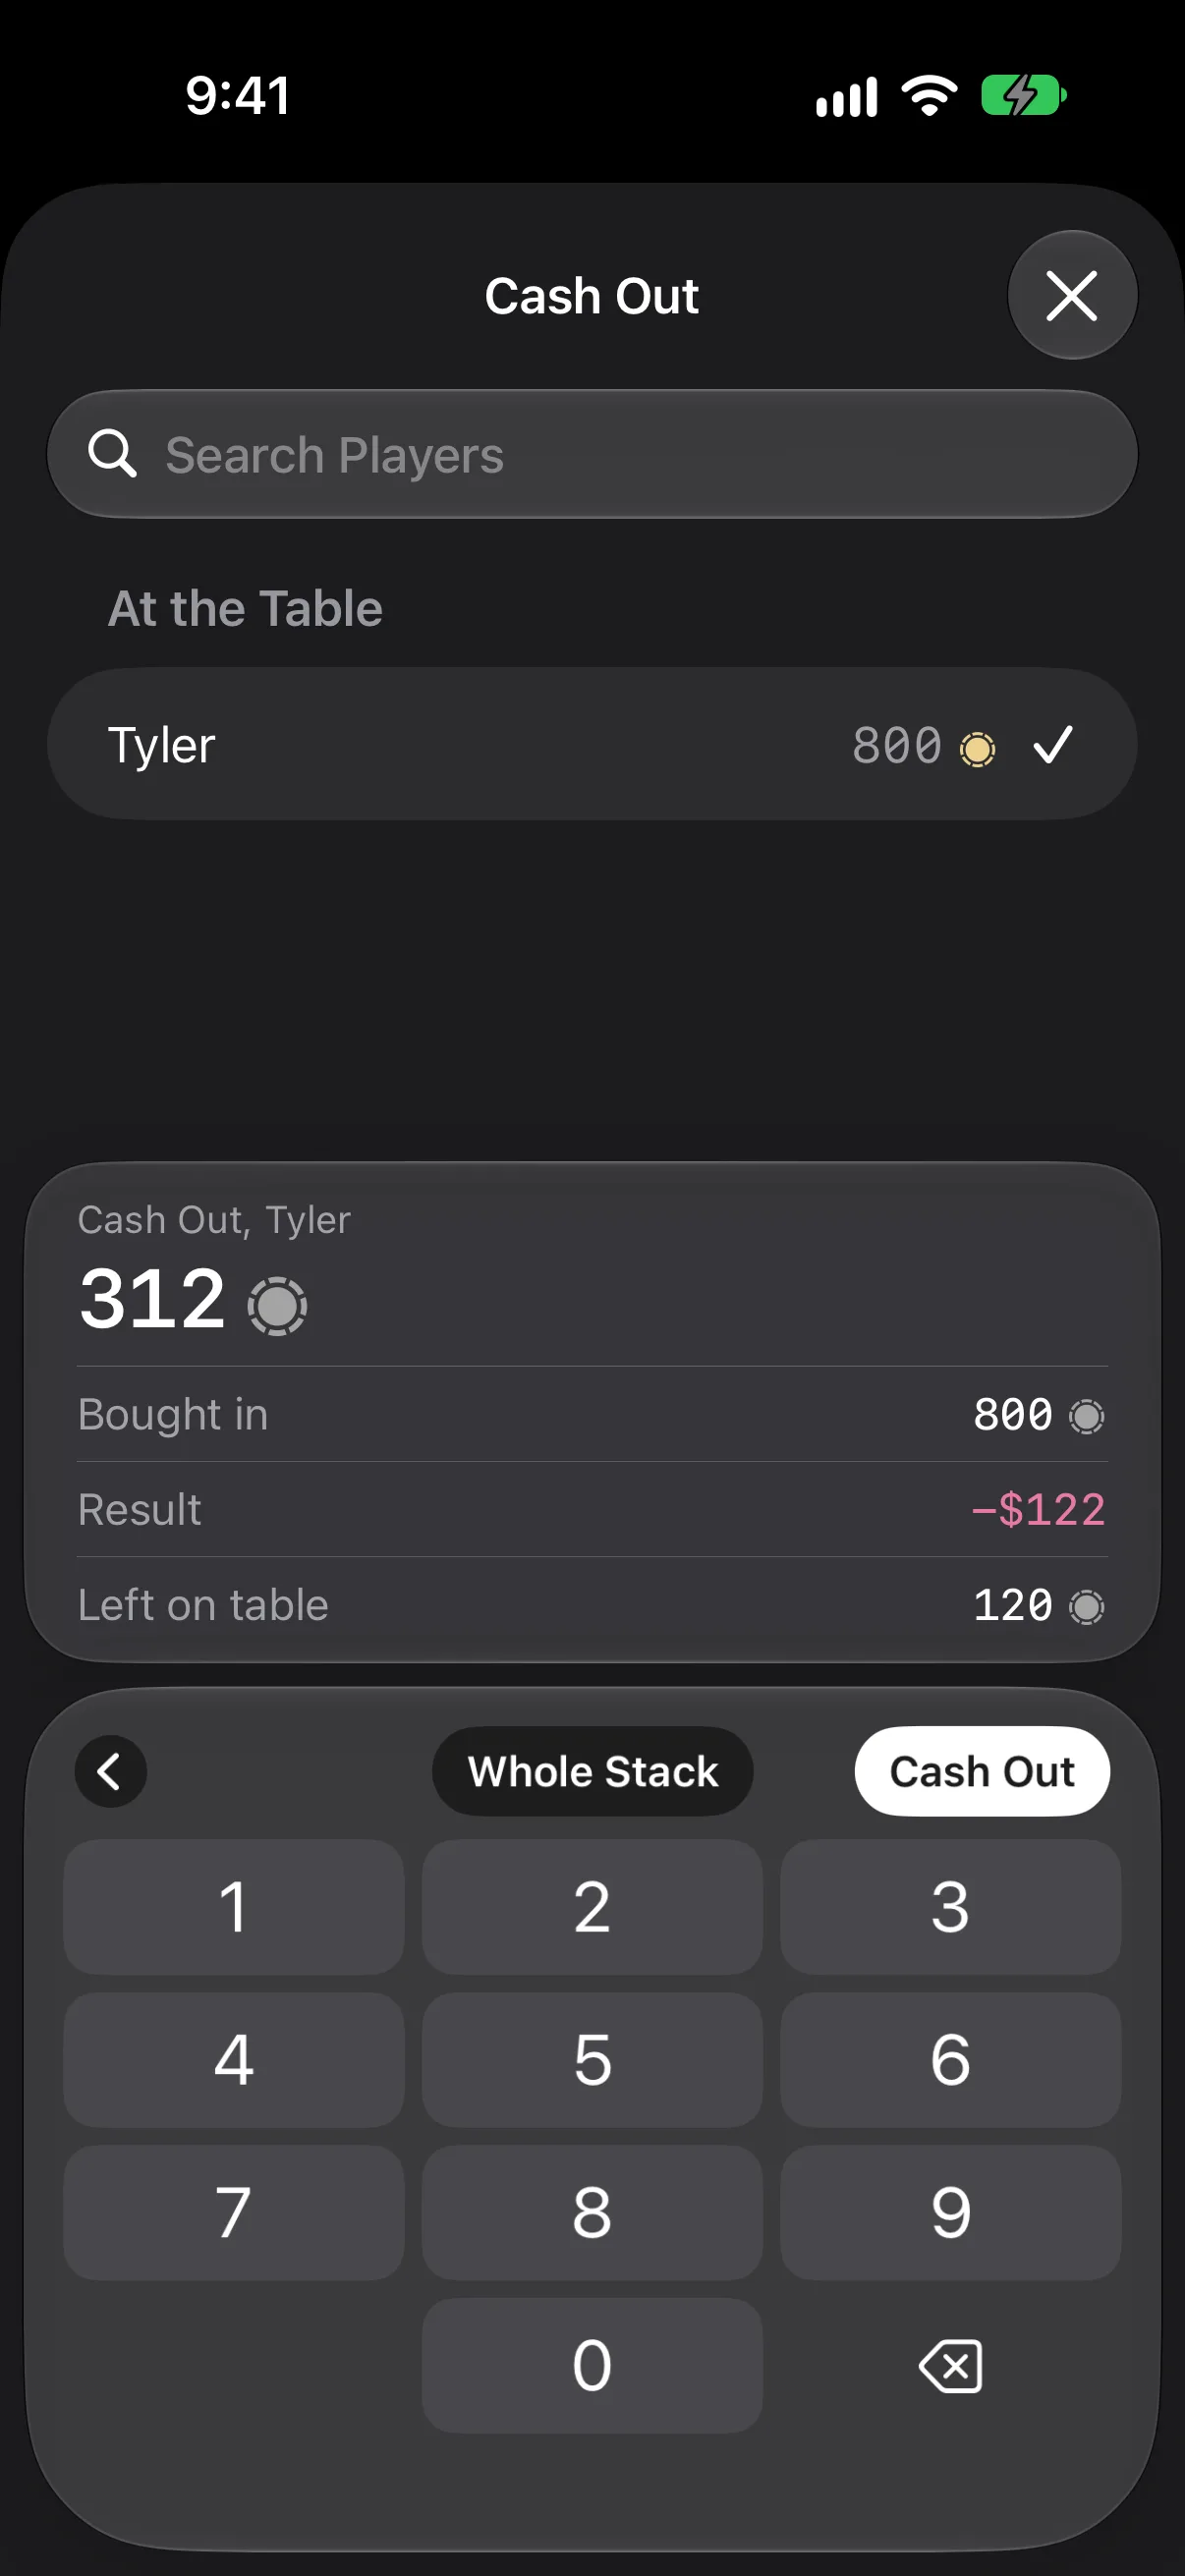 9:41
Cash Out
Search Players
At the Table
Tyler 800
Cash Out, Tyler
312
Bought in 800
Result −$122
Left on table 120
Whole Stack Cash Out
1 2 3
4 5 6
7 8 9
0